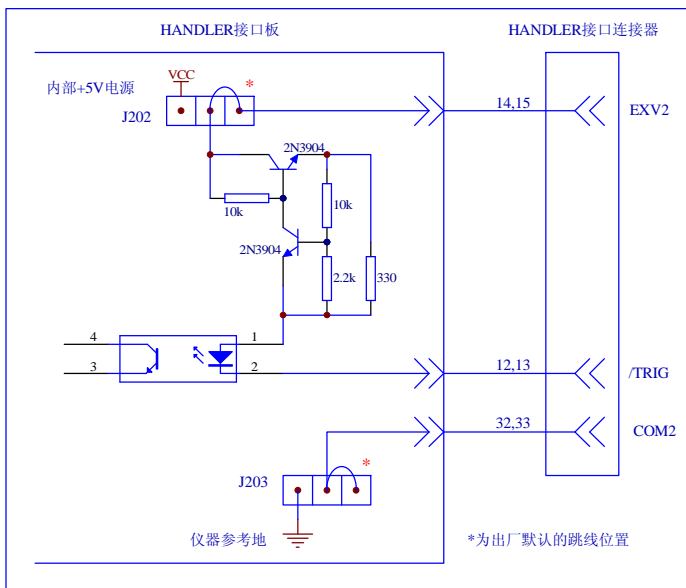 HANDLER接口板
HANDLER接口连接器
内部+5V电源
VCC
*
J202
14,15
EXV2
2N3904
10k
10k
2N3904
2.2k
330
4
1
3
2
12,13
/TRIG
32,33
COM2
J203
*
仪器参考地
*为出厂默认的跳线位置